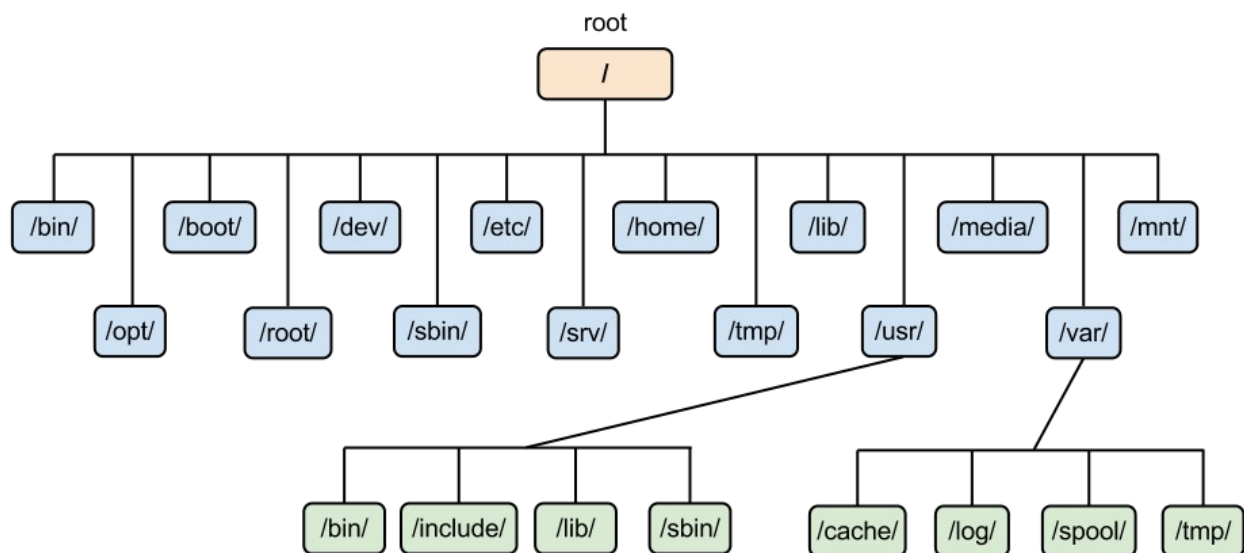 root
/
/bin/ /boot/ /dev/ /etc/ /home/ /lib/ /media/ /mnt/
/opt/ /root/ /sbin/ /srv/ /tmp/ /usr/ /var/
/bin/ /include/ /lib/ /sbin/ /cache/ /log/ /spool/ /tmp/